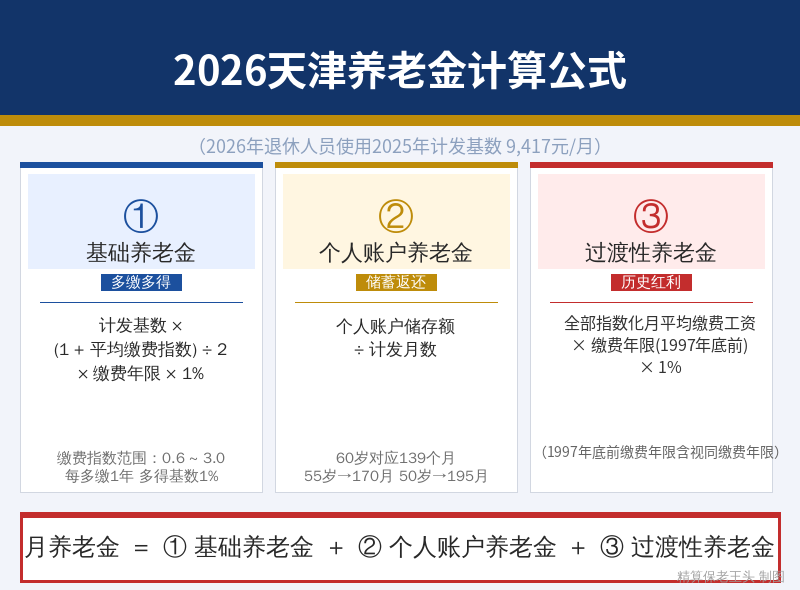 2026天津养老金计算公式
（2026年退休人员使用2025年计发基数 9,417元/月）
①
基础养老金
多缴多得
计发基数 ×
(1 + 平均缴费指数) ÷ 2
× 缴费年限 × 1%
缴费指数范围：0.6 ~ 3.0
每多缴1年 多得基数1%
②
个人账户养老金
储蓄返还
个人账户储存额
÷ 计发月数
60岁对应139个月
55岁→170月 50岁→195月
③
过渡性养老金
历史红利
全部指数化月平均缴费工资
× 缴费年限(1997年底前)
× 1%
（1997年底前缴费年限含视同缴费年限）
月养老金 = ① 基础养老金 + ② 个人账户养老金 + ③ 过渡性养老金
精算保老王头 制图